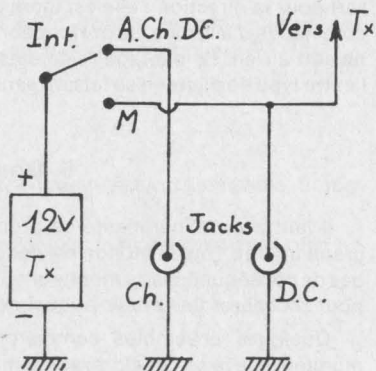 Int.
A.Ch.DC.
Vers Tx
M
+
12V
Tx
-
Jacks
Ch.
D.C.